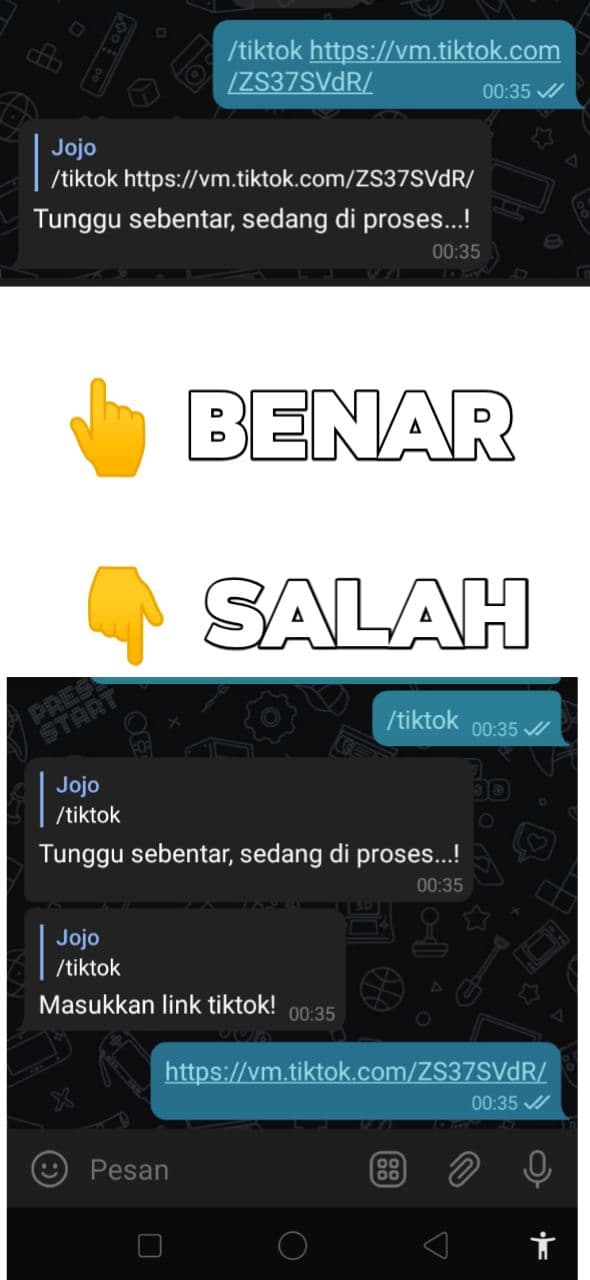 /tiktok https://vm.tiktok.com
/ZS37SVdR/
00:35
Jojo
/tiktok https://vm.tiktok.com/ZS37SVdR/
Tunggu sebentar, sedang di proses...!
00:35
BENAR
SALAH
PRESS
START
/tiktok 00:35
Jojo
/tiktok
Tunggu sebentar, sedang di proses...!
00:35
Jojo
/tiktok
Masukkan link tiktok! 00:35
https://vm.tiktok.com/ZS37SVdR/
00:35
Pesan